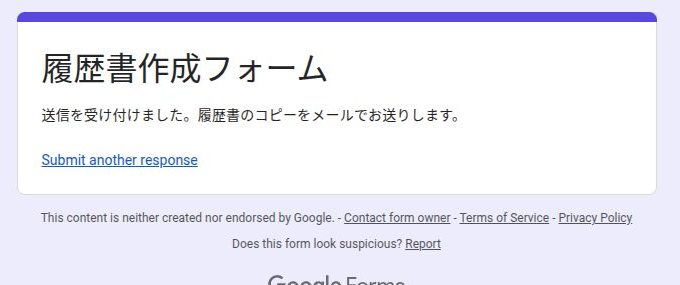 履歴書作成フォーム
送信を受け付けました。履歴書のコピーをメールでお送りします。
Submit another response
This content is neither created nor endorsed by Google. - Contact form owner - Terms of Service - Privacy Policy
Does this form look suspicious? Report
Google Forms